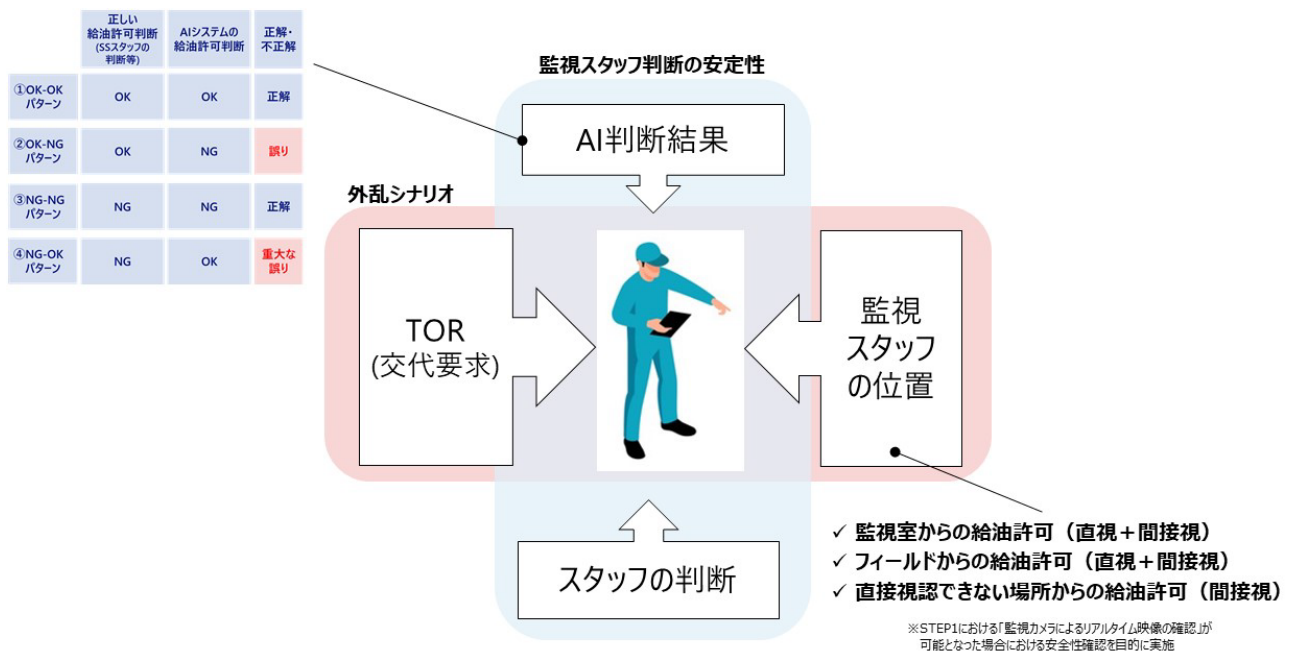 正しい
給油許可判断
(SSスタッフの
判断等)
AIシステムの
給油許可判断
正解・
不正解
①OK-OK
パターン
OK
OK
正解
②OK-NG
パターン
OK
NG
誤り
③NG-NG
パターン
NG
NG
正解
④NG-OK
パターン
NG
OK
重大な
誤り
監視スタッフ判断の安定性
AI判断結果
外乱シナリオ
TOR
(交代要求)
監視
スタッフ
の位置
スタッフの判断
✓ 監視室からの給油許可（直視＋間接視）
✓ フィールドからの給油許可（直視＋間接視）
✓ 直接視認できない場所からの給油許可（間接視）
※STEP1における「監視カメラによるリアルタイム映像の確認」が
可能となった場合における安全性確認を目的に実施